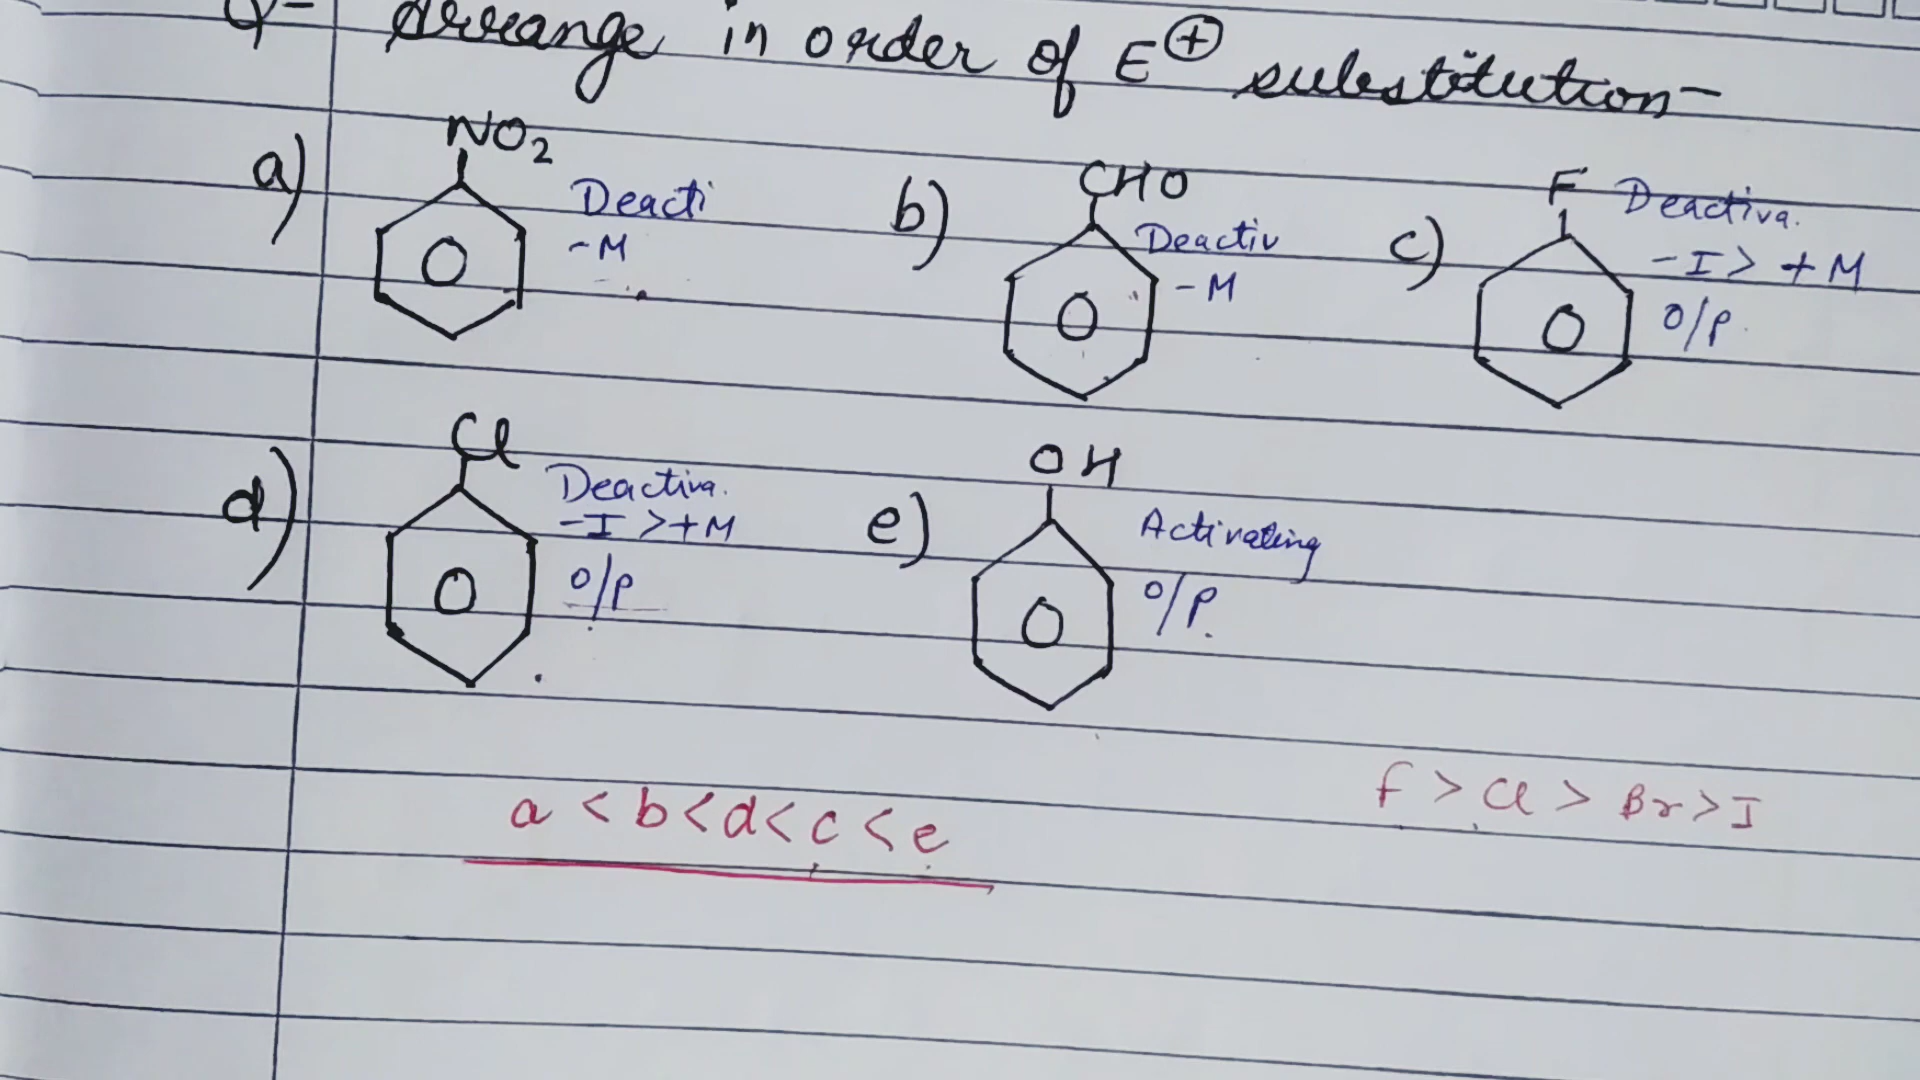 Q- Arrange in order of E⊕ substitution-
a) NO₂ Deacti
-M
b) CHO
Deactiv
-M
c) F Deactiva.
-I > +M
O/P.
d) Cl Deactiva.
-I > +M
O/P
e) OH
Activating
O/P.
a < b < d < c < e
F > Cl > Br > I